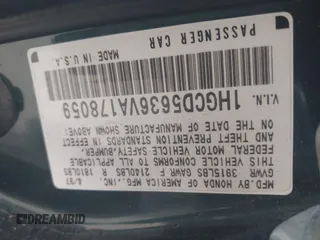 MFD.BY HONDA OF AMERICA MFG.,INC. 4/97
GVWR 3915LBS GAWR F 2140LBS R 1810LBS
THIS VEHICLE CONFORMS TO ALL APPLICABLE
FEDERAL MOTOR VEHICLE SAFETY,BUMPER,
AND THEFT PREVENTION STANDARDS IN EFFECT
ON THE DATE OF MANUFACTURE SHOWN ABOVE.
V.I.N. 1HGCD5636VA178059
PASSENGER CAR
MADE IN U.S.A.
DREAMBID